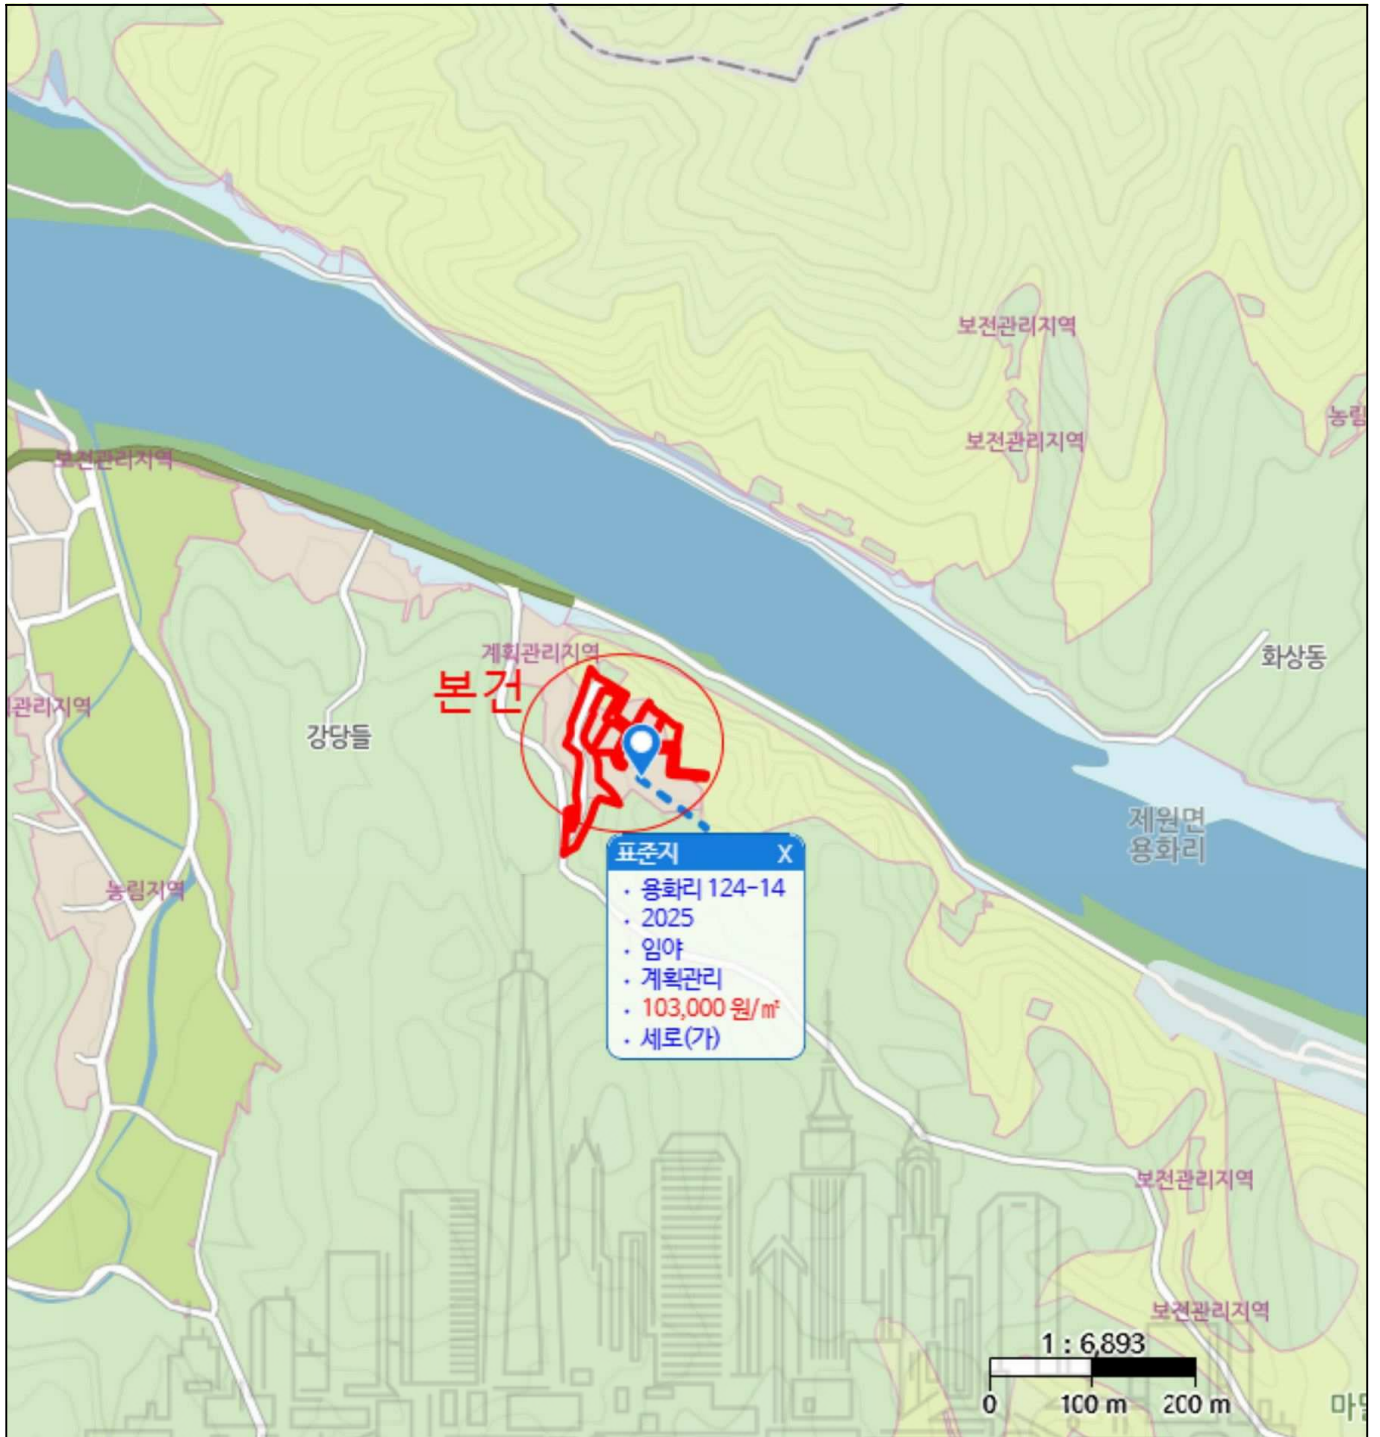 보전관리지역
보전관리지역
농림
보전관리지역
계획관리지역
본건
화상동
관리지역
강당들
제원면
용화리
표준지 X
· 용화리 124-14
· 2025
· 임야
· 계획관리
· 103,000 원/㎡
· 세로(가)
농림지역
보전관리지역
보전관리지역
1 : 6,893
0 100 m 200 m